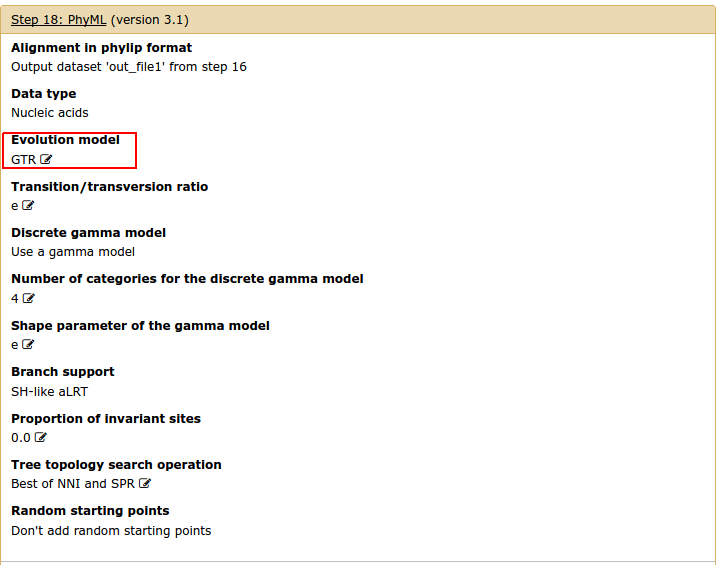 Step 18: PhyML (version 3.1)
Alignment in phylip format
Output dataset 'out_file1' from step 16
Data type
Nucleic acids
Evolution model
GTR
Transition/transversion ratio
e
Discrete gamma model
Use a gamma model
Number of categories for the discrete gamma model
4
Shape parameter of the gamma model
e
Branch support
SH-like aLRT
Proportion of invariant sites
0.0
Tree topology search operation
Best of NNI and SPR
Random starting points
Don't add random starting points